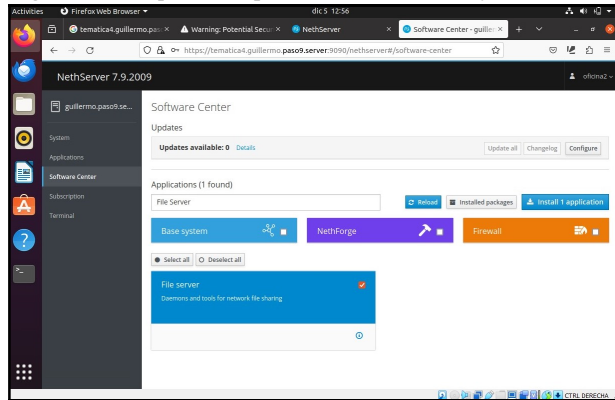 Activities Firefox Web Browser dic 5 12:56
tematica4.guillermo.pas Warning: Potential Secur NethServer Software Center - guiller
https://tematica4.guillermo.paso9.server:9090/nethserver#/software-center
NethServer 7.9.2009 oficina2
guillermo.paso9.se...
System
Applications
Software Center
Subscription
Terminal
Software Center
Updates
Updates available: 0 Details Update all Changelog Configure
Applications (1 found)
File Server Reload Installed packages Install 1 application
Base system NethForge Firewall
Select all Deselect all
File server
Daemons and tools for network file sharing
CTRL DERECHA